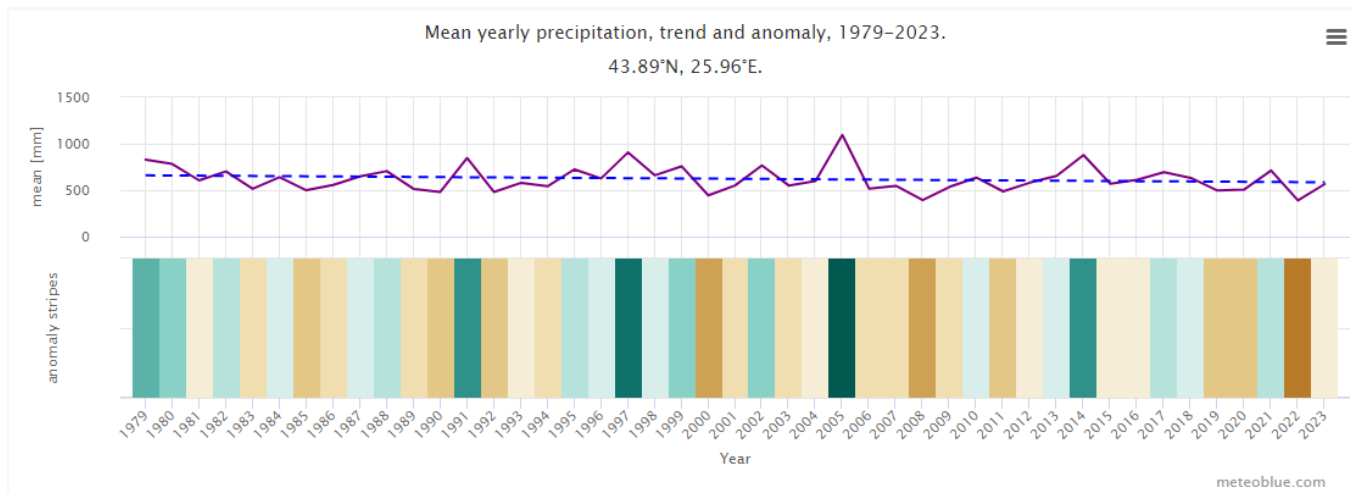 Mean yearly precipitation, trend and anomaly, 1979-2023.
43.89°N, 25.96°E.
mean [mm]
1500
1000
500
0
anomaly stripes
1979 1980 1981 1982 1983 1984 1985 1986 1987 1988 1989 1990 1991 1992 1993 1994 1995 1996 1997 1998 1999 2000 2001 2002 2003 2004 2005 2006 2007 2008 2009 2010 2011 2012 2013 2014 2015 2016 2017 2018 2019 2020 2021 2022 2023
Year
meteoblue.com